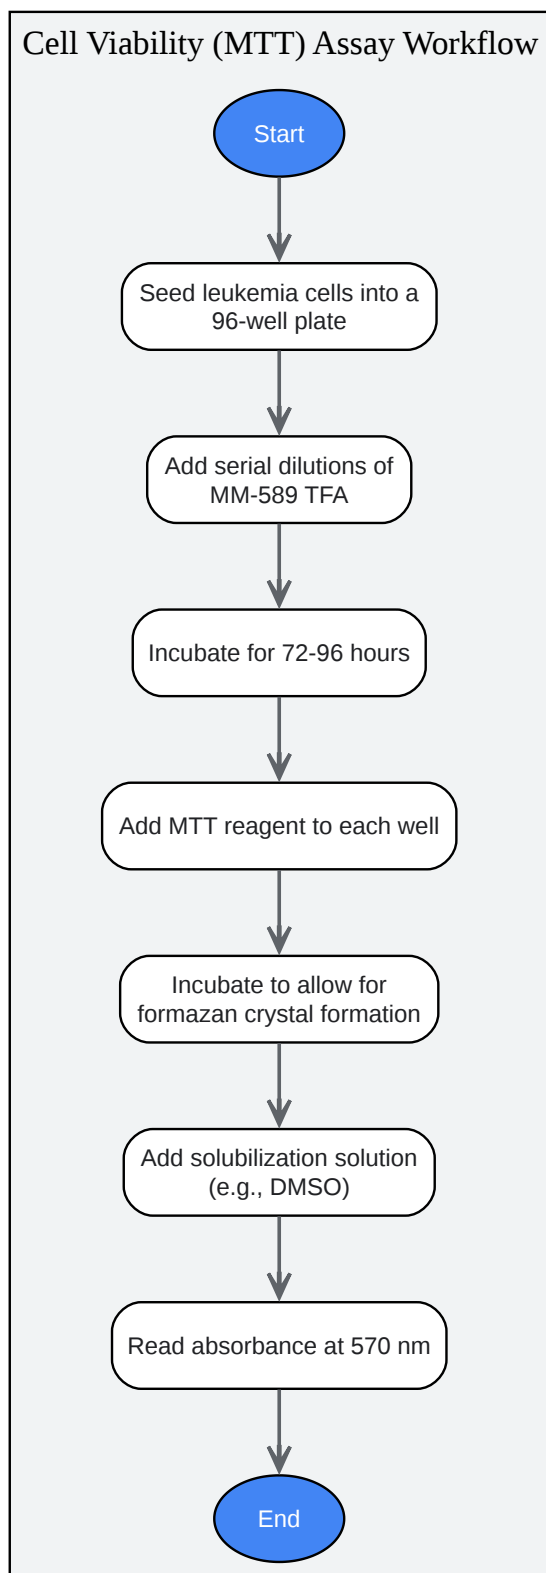 Cell Viability (MTT) Assay Workflow
Start
Seed leukemia cells into a
96-well plate
Add serial dilutions of
MM-589 TFA
Incubate for 72-96 hours
Add MTT reagent to each well
Incubate to allow for
formazan crystal formation
Add solubilization solution
(e.g., DMSO)
Read absorbance at 570 nm
End